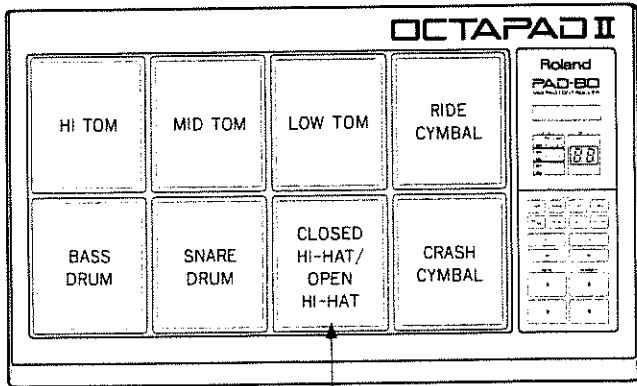 OCTAPAD II
Roland
PAD-80
HI TOM
MID TOM
LOW TOM
RIDE
CYMBAL
88
BASS
DRUM
SNARE
DRUM
CLOSED
HI-HAT/
OPEN
HI-HAT
CRASH
CYMBAL